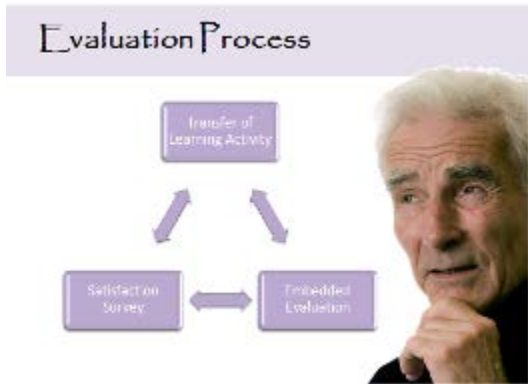 Evaluation Process
Transfer of
Learning Activity
Satisfaction
Survey
Embedded
Evaluation